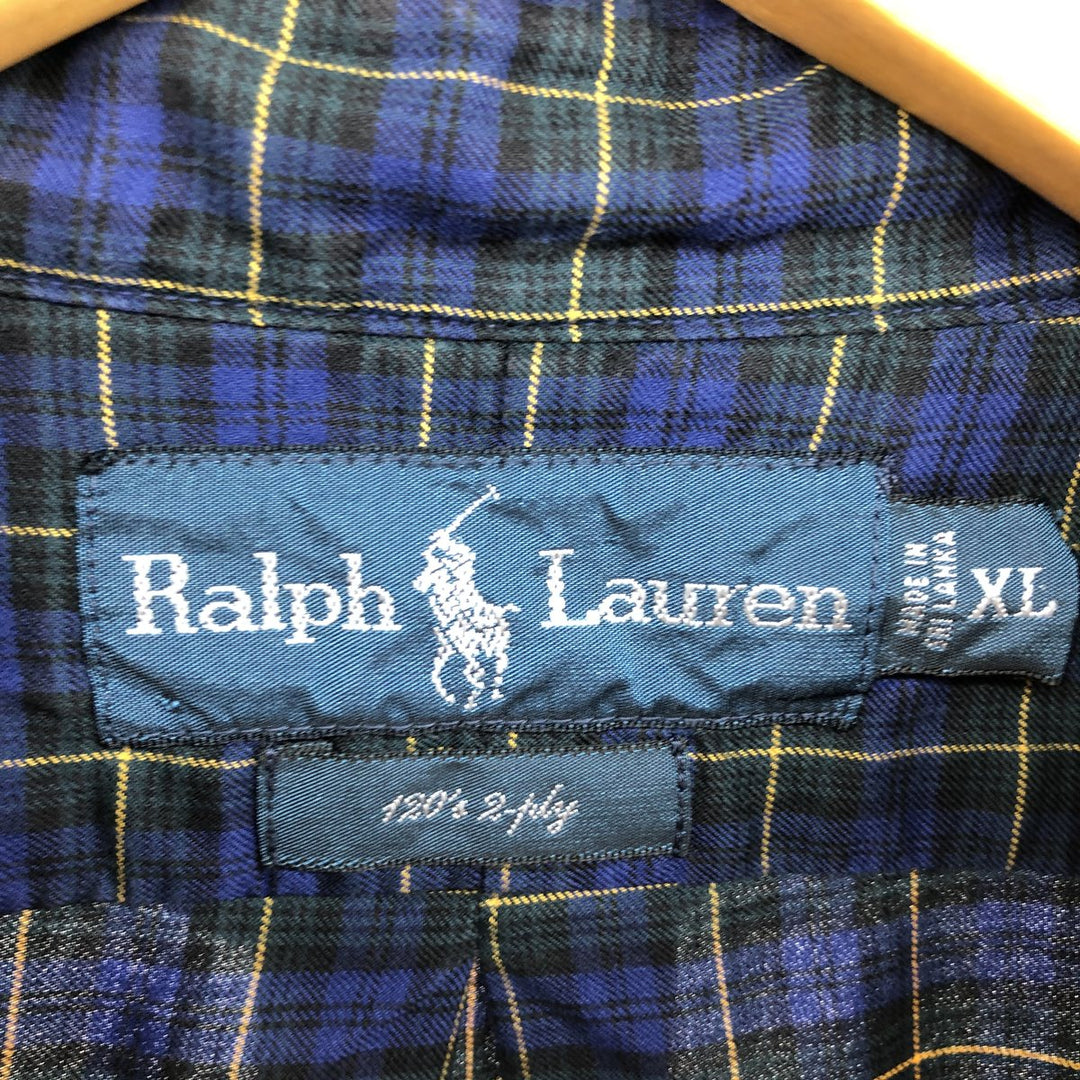 Ralph Lauren
MADE IN
SRI LANKA
XL
120's 2-ply